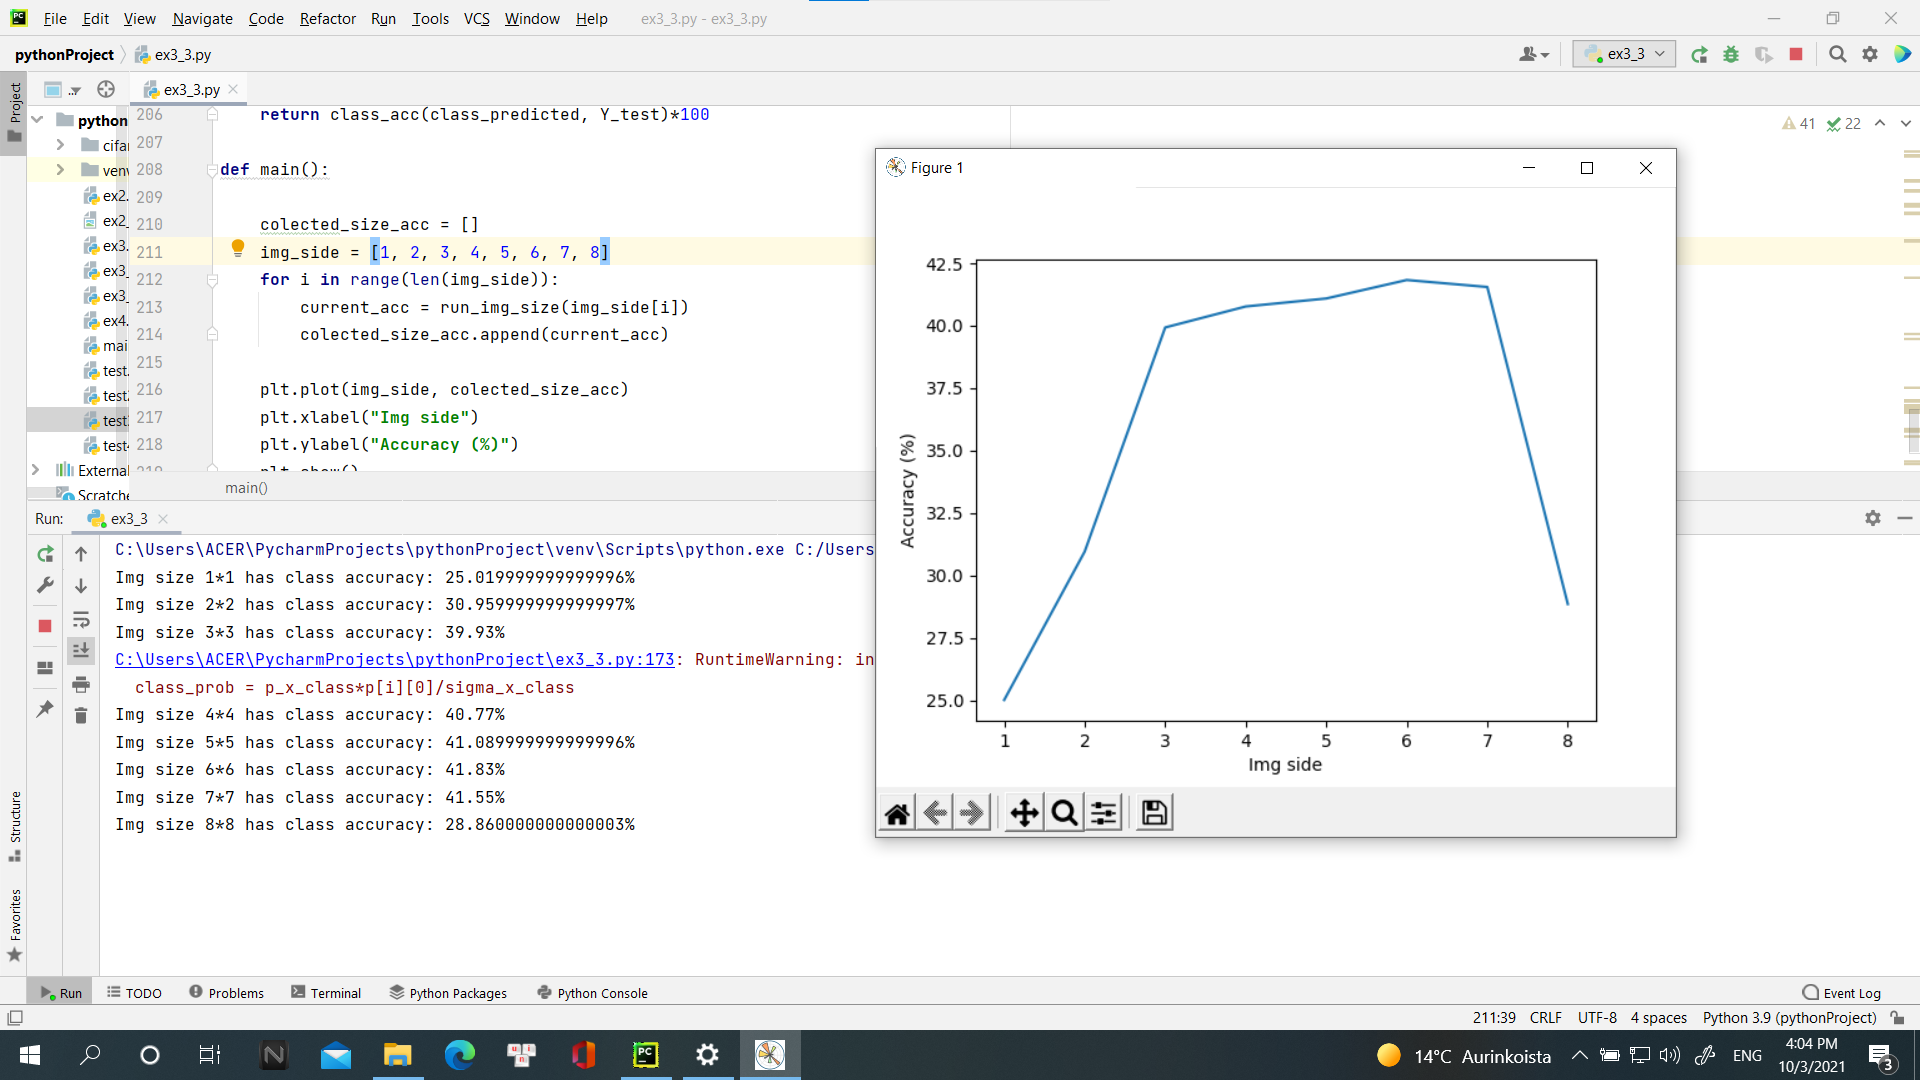 File Edit View Navigate Code Refactor Run Tools VCS Window Help ex3_3.py - ex3_3.py
pythonProject ex3_3.py ex3_3
Project ex3_3.py
206 return class_acc(class_predicted, Y_test)*100
207
208 def main():
209
210 colected_size_acc = []
211 img_side = [1, 2, 3, 4, 5, 6, 7, 8]
212 for i in range(len(img_side)):
213 current_acc = run_img_size(img_side[i])
214 colected_size_acc.append(current_acc)
215
216 plt.plot(img_side, colected_size_acc)
217 plt.xlabel("Img side")
218 plt.ylabel("Accuracy (%)")
219 plt.show()
main()
python
cifar
venv
ex2.
ex2_
ex3.
ex3_
ex3_
ex4.
mai
test.
test
test
test
External
Scratche
41 22
Run: ex3_3
C:\Users\ACER\PycharmProjects\pythonProject\venv\Scripts\python.exe C:/Users
Img size 1*1 has class accuracy: 25.019999999999996%
Img size 2*2 has class accuracy: 30.959999999999997%
Img size 3*3 has class accuracy: 39.93%
C:\Users\ACER\PycharmProjects\pythonProject\ex3_3.py:173: RuntimeWarning: in
class_prob = p_x_class*p[i][0]/sigma_x_class
Img size 4*4 has class accuracy: 40.77%
Img size 5*5 has class accuracy: 41.089999999999996%
Img size 6*6 has class accuracy: 41.83%
Img size 7*7 has class accuracy: 41.55%
Img size 8*8 has class accuracy: 28.860000000000003%
Figure 1
42.5
40.0
37.5
35.0
32.5
30.0
27.5
25.0
Accuracy (%)
1 2 3 4 5 6 7 8
Img side
Structure
Favorites
Run TODO Problems Terminal Python Packages Python Console Event Log
211:39 CRLF UTF-8 4 spaces Python 3.9 (pythonProject)
14°C Aurinkoista ENG 4:04 PM
10/3/2021
3